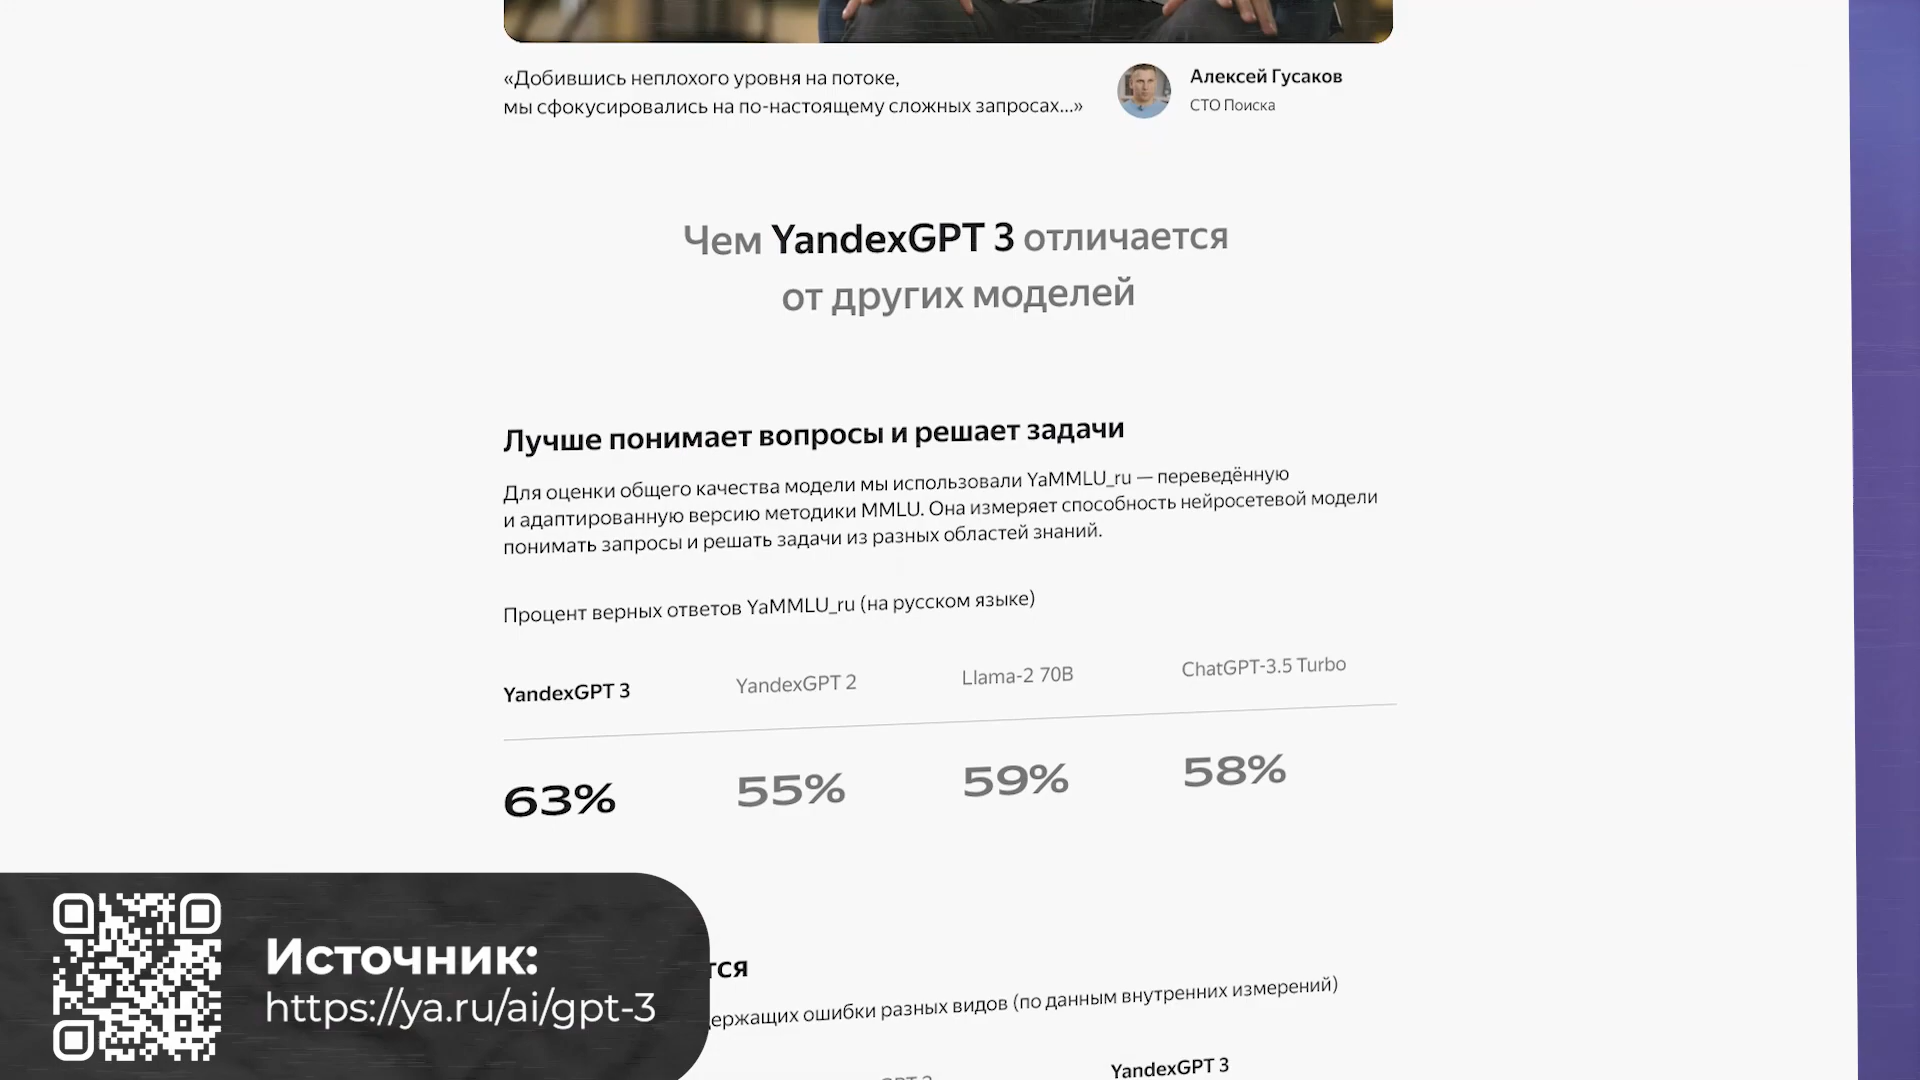 «Добившись неплохого уровня на потоке,
мы сфокусировались на по-настоящему сложных запросах...»
Алексей Гусаков
СТО Поиска
Чем YandexGPT 3 отличается
от других моделей
Лучше понимает вопросы и решает задачи
Для оценки общего качества модели мы использовали YaMMLU_ru — переведённую
и адаптированную версию методики MMLU. Она измеряет способность нейросетевой модели
понимать запросы и решать задачи из разных областей знаний.
Процент верных ответов YaMMLU_ru (на русском языке)
YandexGPT 3 YandexGPT 2 Llama-2 70B ChatGPT-3.5 Turbo
63% 55% 59% 58%
ошибки разных видов (по данным внутренних измерений)
YandexGPT 3
Источник:
https://ya.ru/ai/gpt-3